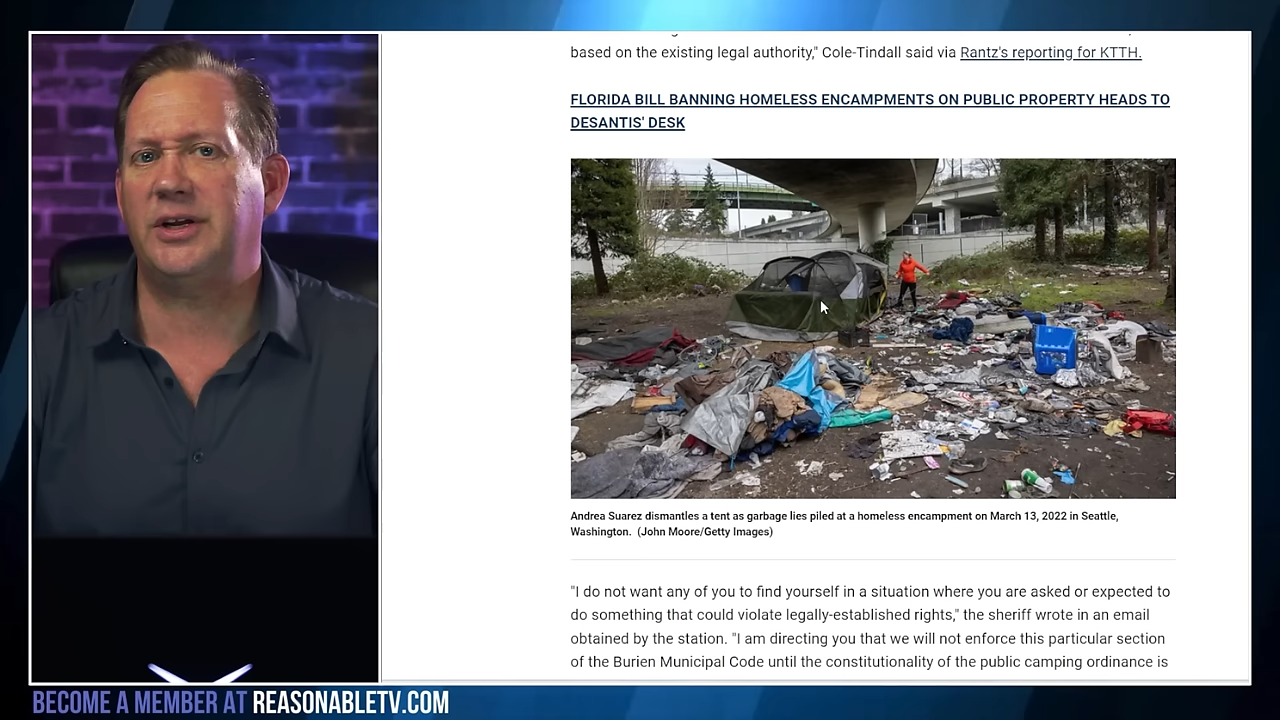 based on the existing legal authority," Cole-Tindall said via Rantz's reporting for KTTH.
FLORIDA BILL BANNING HOMELESS ENCAMPMENTS ON PUBLIC PROPERTY HEADS TO
DESANTIS' DESK
Andrea Suarez dismantles a tent as garbage lies piled at a homeless encampment on March 13, 2022 in Seattle,
Washington. (John Moore/Getty Images)
"I do not want any of you to find yourself in a situation where you are asked or expected to
do something that could violate legally-established rights," the sheriff wrote in an email
obtained by the station. "I am directing you that we will not enforce this particular section
of the Burien Municipal Code until the constitutionality of the public camping ordinance is
BECOME A MEMBER AT REASONABLETV.COM